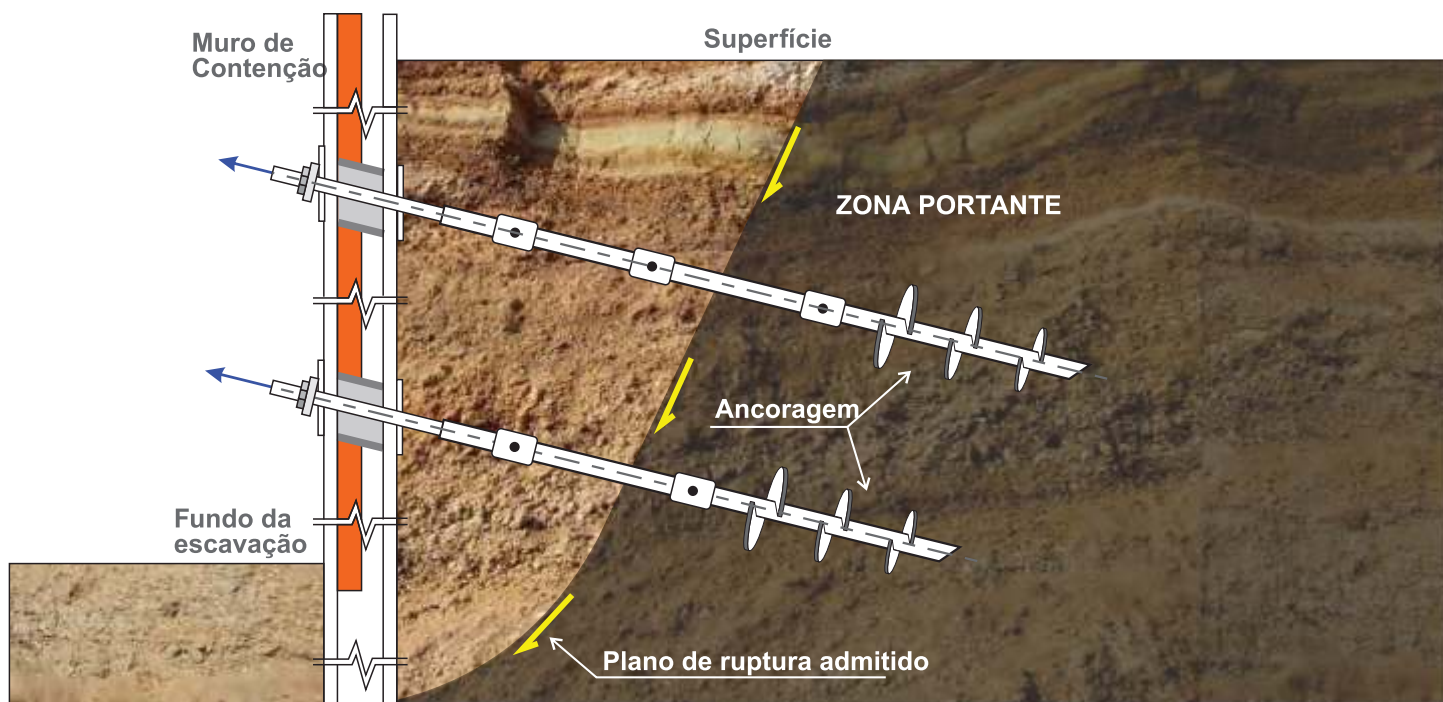 Muro de
Contenção
Superfície
ZONA PORTANTE
Ancoragem
Fundo da
escavação
Plano de ruptura admitido